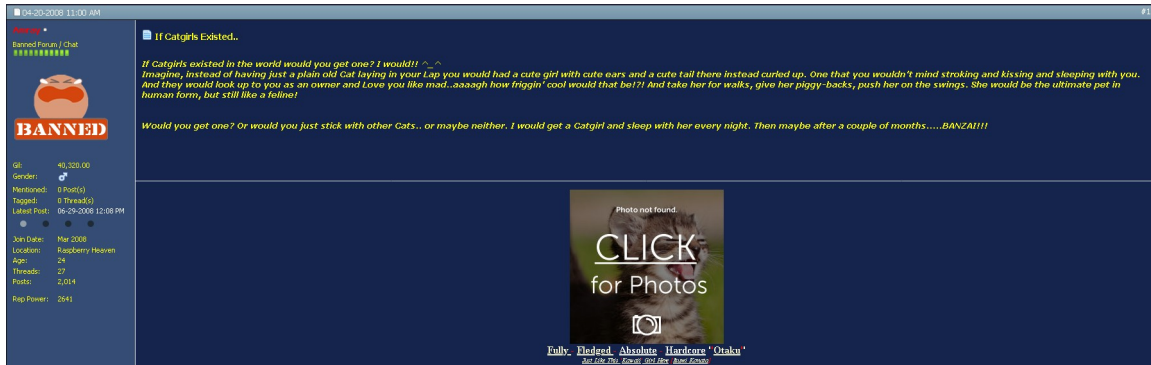 04-20-2008 11:00 AM
#1
Banned Forum / Chat
BANNED
Gil: 40,320.00
Gender:
Mentioned: 0 Post(s)
Tagged: 0 Thread(s)
Latest Post: 06-29-2008 12:08 PM
Join Date: Mar 2008
Location: Raspberry Heaven
Age: 24
Threads: 27
Posts: 2,014
Rep Power: 2641
If Catgirls Existed..
If Catgirls existed in the world would you get one? I would!! ^_^
Imagine, instead of having just a plain old Cat laying in your Lap you would had a cute girl with cute ears and a cute tail there instead curled up. One that you wouldn't mind stroking and kissing and sleeping with you.
And they would look up to you as an owner and Love you like mad..aaaagh how friggin' cool would that be!?! And take her for walks, give her piggy-backs, push her on the swings. She would be the ultimate pet in
human form, but still like a feline!
Would you get one? Or would you just stick with other Cats.. or maybe neither. I would get a Catgirl and sleep with her every night. Then maybe after a couple of months.....BANZAI!!!
Photo not found.
CLICK
for Photos
Fully Fledged Absolute Hardcore 'Otaku'
Just Like This Kawaii Girl Here